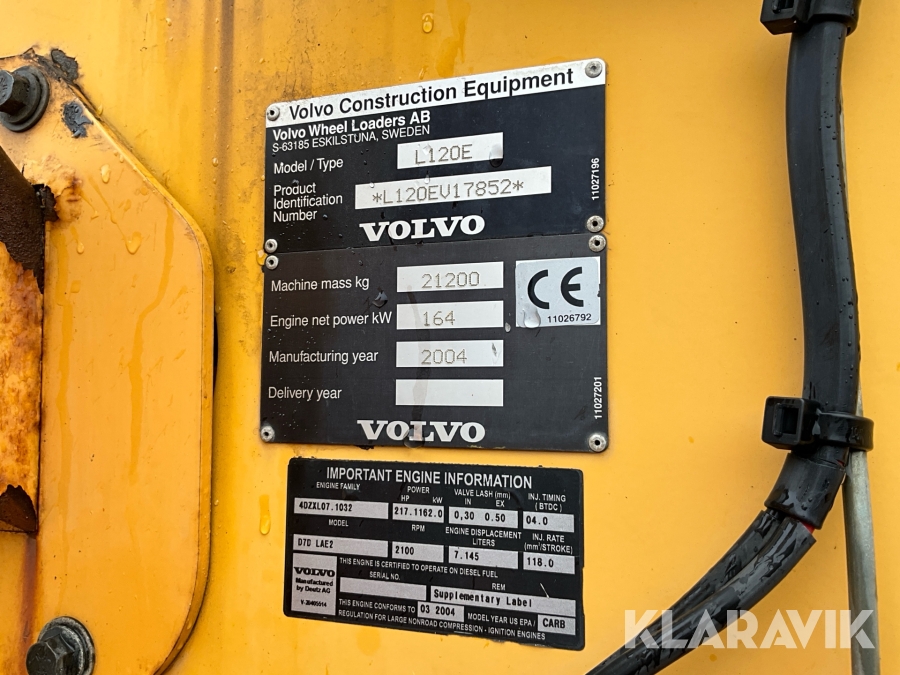 Volvo Construction Equipment
Volvo Wheel Loaders AB
S-63185 ESKILSTUNA, SWEDEN
Model / Type L120E
Product
Identification
Number
*L120EV17852*
VOLVO
11027196
Machine mass kg 21200
Engine net power kW 164
CE
11026792
Manufacturing year 2004
Delivery year
11027201
VOLVO
IMPORTANT ENGINE INFORMATION
ENGINE FAMILY POWER VALVE LASH (mm) INJ. TIMING
HP kW IN EX (BTDC)
4DZXL07.1032 217.1162.0 0,30 0.50 04.0
MODEL RPM ENGINE DISPLACEMENT INJ. RATE
LITERS (mm³/STROKE)
D7D LAE2 2100 7.145 118.0
THIS ENGINE IS CERTIFIED TO OPERATE ON DIESEL FUEL
SERIAL NO. REM
VOLVO
Manufactured
by Deutz AG
V-20405514
Supplementary Label
THIS ENGINE CONFORMS TO 03 2004 MODEL YEAR US EPA / CARB
REGULATION FOR LARGE NONROAD COMPRESSION - IGNITION ENGINES
KLARAVIK